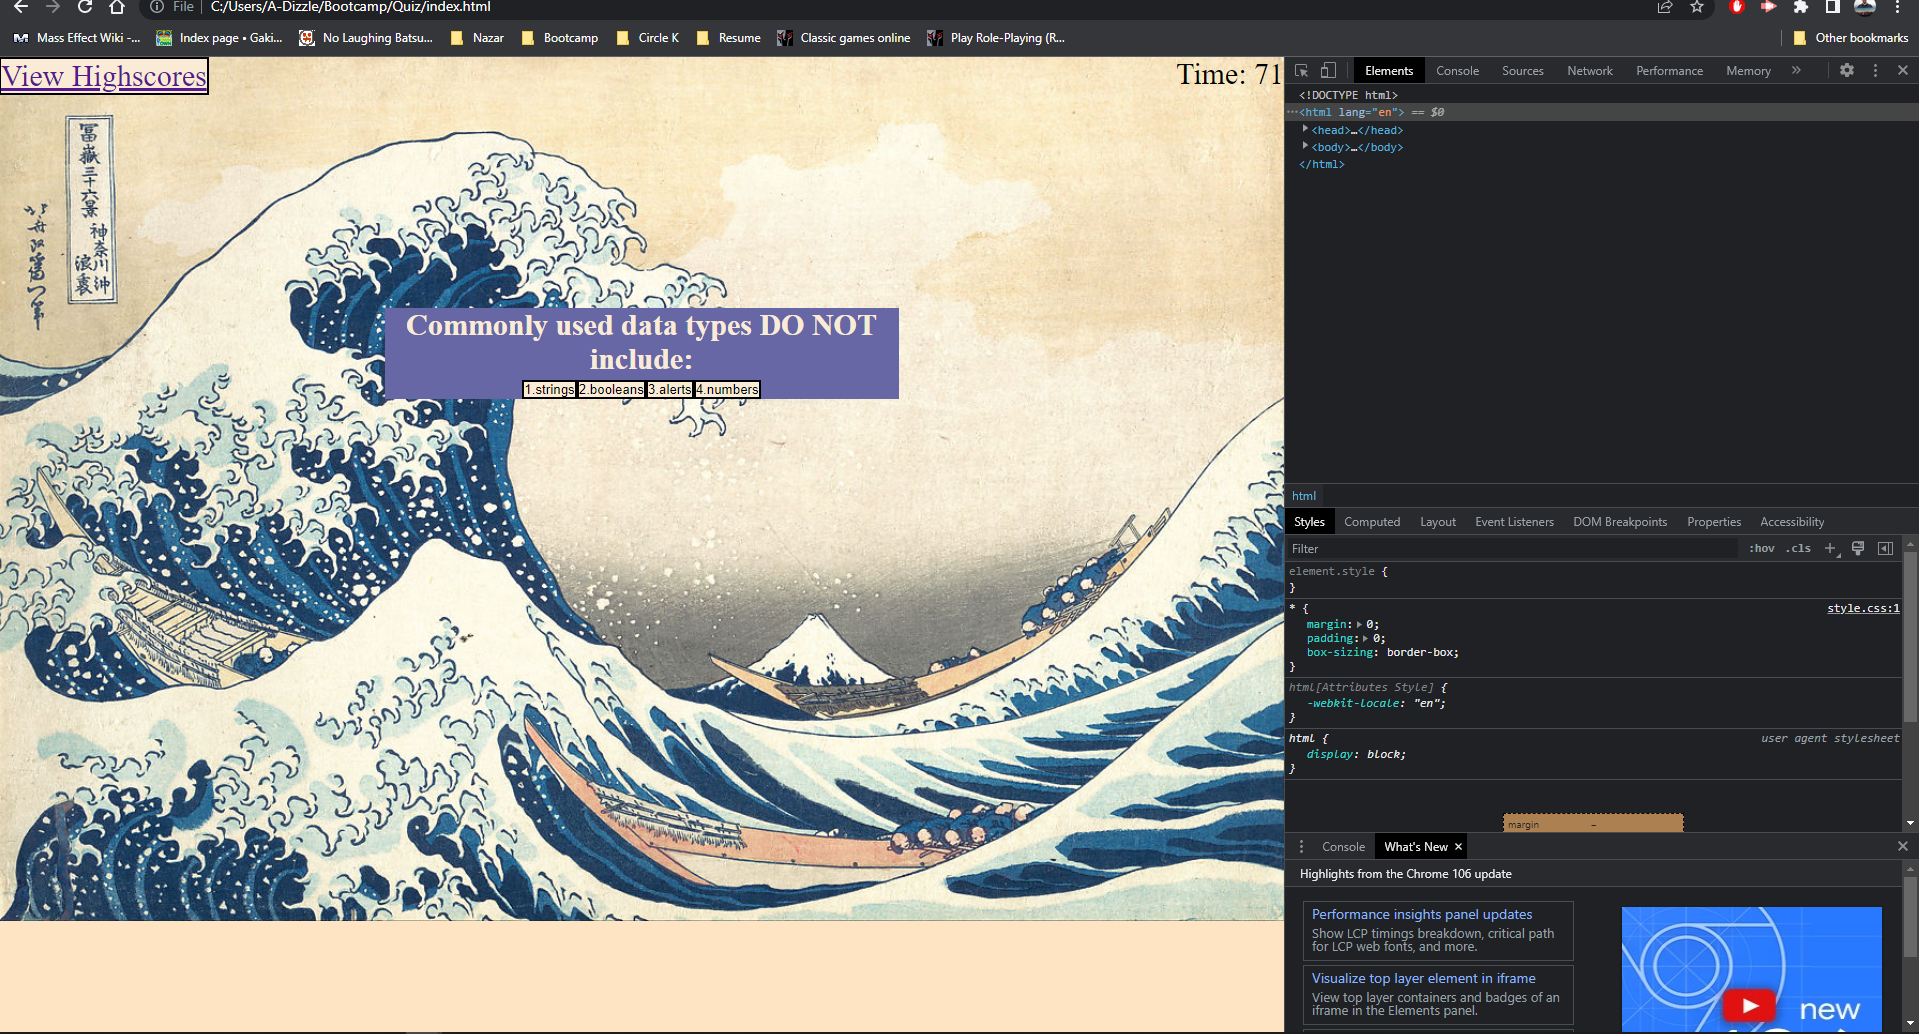 File C:/Users/A-Dizzle/Bootcamp/Quiz/index.html
Mass Effect Wiki -... Index page • Gaki... No Laughing Batsu... Nazar Bootcamp Circle K Resume Classic games online Play Role-Playing (R... Other bookmarks
View Highscores
Time: 71
冨嶽三十六景 神奈川沖
浪裏
Commonly used data types DO NOT
include:
1.strings 2.booleans 3.alerts 4.numbers
Elements Console Sources Network Performance Memory
<!DOCTYPE html>
<html lang="en"> == $0
<head>…</head>
<body>…</body>
</html>
html
Styles Computed Layout Event Listeners DOM Breakpoints Properties Accessibility
Filter :hov .cls
element.style {
}
* { style.css:1
margin: 0;
padding: 0;
box-sizing: border-box;
}
html[Attributes Style] {
-webkit-locale: "en";
}
html { user agent stylesheet
display: block;
}
margin -
Console What's New
Highlights from the Chrome 106 update
Performance insights panel updates
Show LCP timings breakdown, critical path
for LCP web fonts, and more.
Visualize top layer element in iframe
View top layer containers and badges of an
iframe in the Elements panel.
new